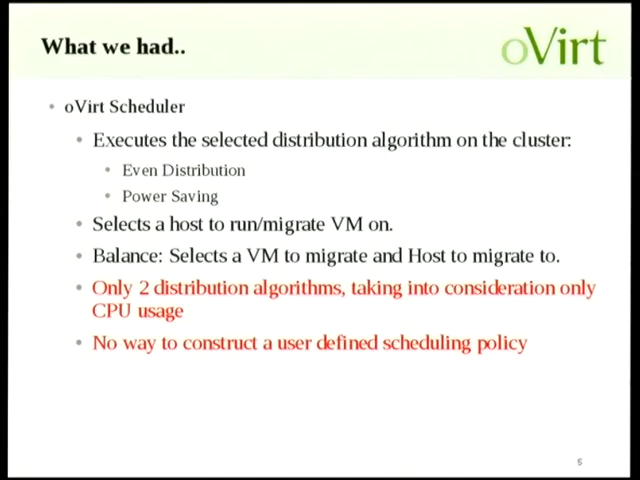 What we had..
oVirt
oVirt Scheduler
Executes the selected distribution algorithm on the cluster:
Even Distribution
Power Saving
Selects a host to run/migrate VM on.
Balance: Selects a VM to migrate and Host to migrate to.
Only 2 distribution algorithms, taking into consideration only
CPU usage
No way to construct a user defined scheduling policy
5